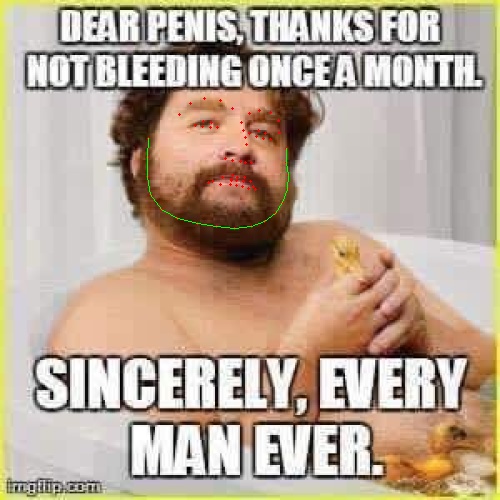 DEAR PENIS, THANKS FOR
NOT BLEEDING ONCE A MONTH.
SINCERELY, EVERY
MAN EVER.
imgflip.com